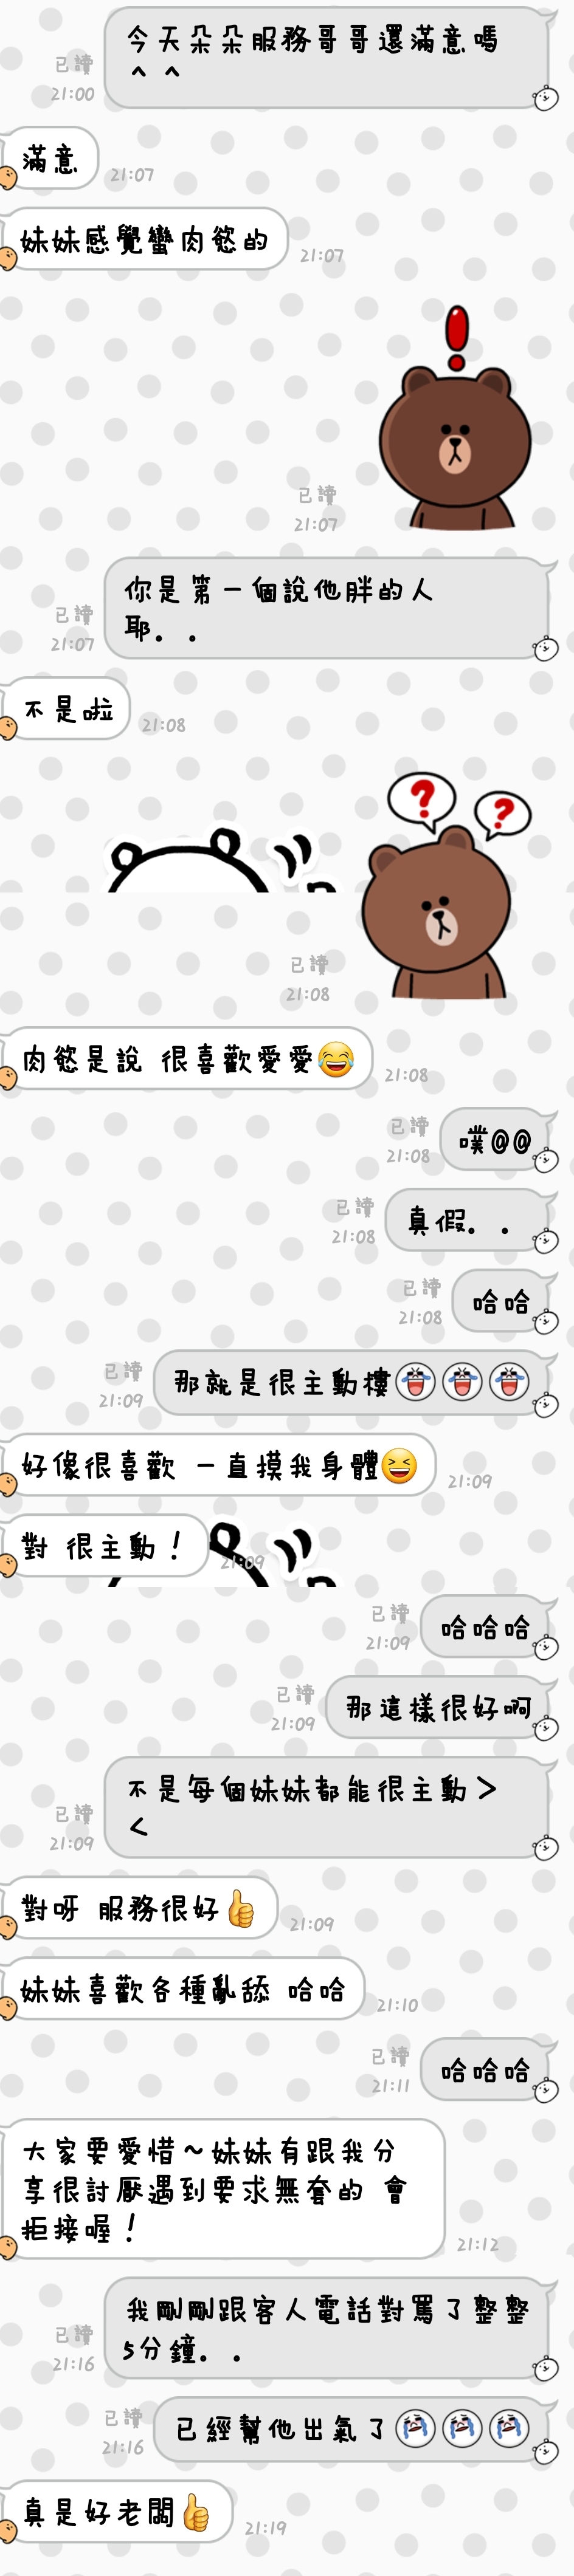 今天朵朵服務哥哥還滿意嗎
^ ^
已讀
21:00
滿意
21:07
妹妹感覺蠻肉慾的
21:07
已讀
21:07
你是第一個說他胖的人
耶. .
已讀
21:07
不是啦
21:08
? ?
已讀
21:08
肉慾是說 很喜歡愛愛😂
21:08
噗@@
已讀
21:08
真假. .
已讀
21:08
哈哈
已讀
21:08
那就是很主動摟
已讀
21:09
好像很喜歡 一直摸我身體😆
21:09
對 很主動!
21:09
哈哈哈
已讀
21:09
那這樣很好啊
已讀
21:09
不是每個妹妹都能很主動>
<
已讀
21:09
對呀 服務很好👍
21:09
妹妹喜歡各種亂舔 哈哈
21:10
哈哈哈
已讀
21:11
大家要愛惜~妹妹有跟我分
享很討厭遇到要求無套的 會
拒接喔!
21:12
我剛剛跟客人電話對罵了整整
5分鐘. .
已讀
21:16
已經幫他出氣了
已讀
21:16
真是好老闆👍
21:19